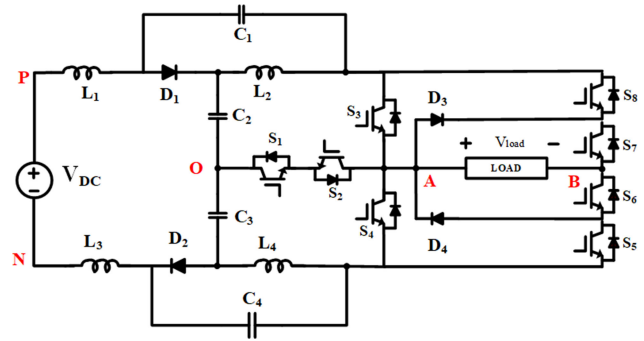 C1
P
L1
D1
L2
S8
S3
D3
C2
S1
+ Vload −
S7
O
LOAD
+
−
VDC
A
B
S2
S6
C3
S4
D4
S5
N
L3
D2
L4
C4